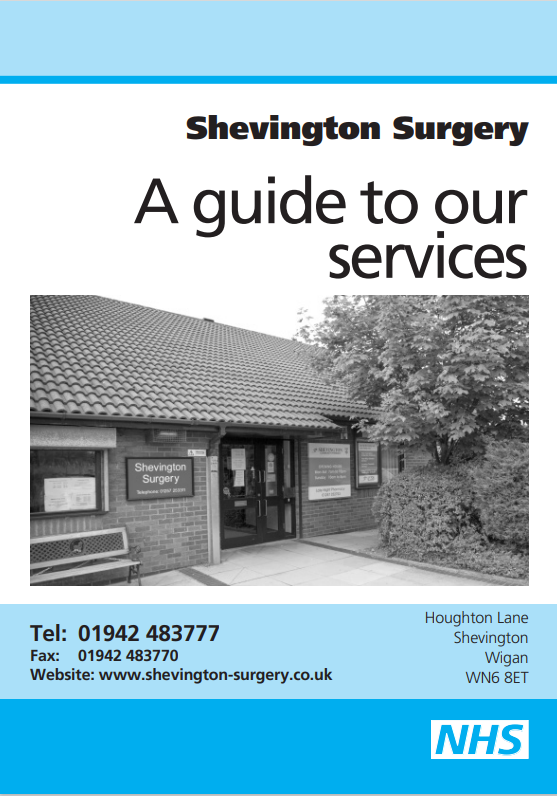 Shevington Surgery
A guide to our
services
Shevington
Surgery
Tel: 01942 483777
Fax: 01942 483770
Website: www.shevington-surgery.co.uk
Houghton Lane
Shevington
Wigan
WN6 8ET
NHS